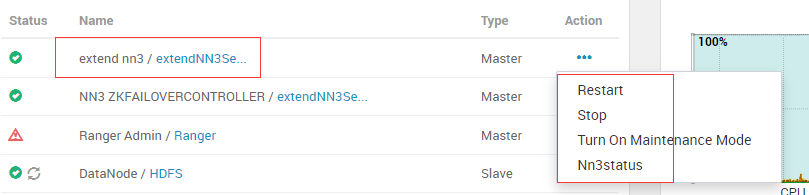 Status Name Type Action
extend nn3 / extendNN3Se... Master •••
100%
NN3 ZKFAILOVERCONTROLLER / extendNN3Se... Master
Ranger Admin / Ranger Master
DataNode / HDFS Slave
Restart
Stop
Turn On Maintenance Mode
Nn3status
CPU